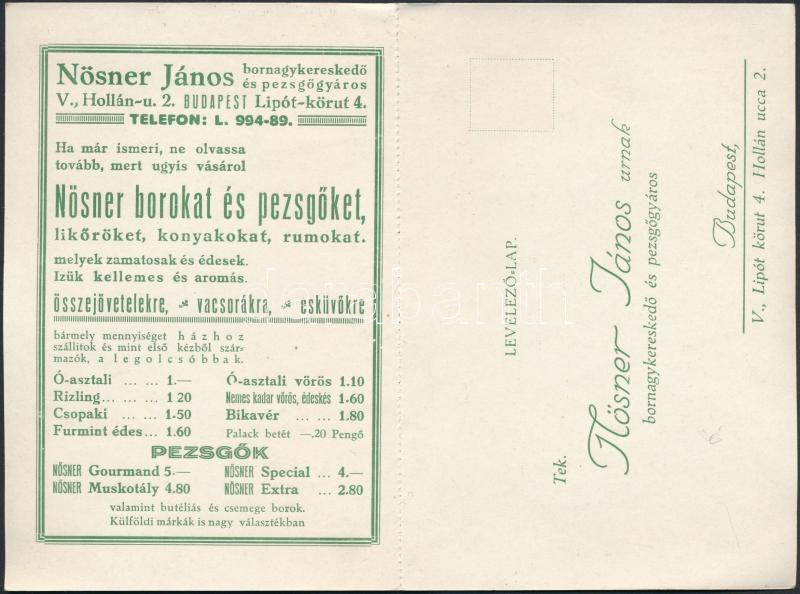 Nösner János bornagykereskedő
és pezsgőgyáros
V., Hollán-u. 2. BUDAPEST Lipót-körut 4.
TELEFON: L. 994-89.
Ha már ismeri, ne olvassa
tovább, mert ugyis vásárol
Nösner borokat és pezsgőket,
likőröket, konyakokat, rumokat.
melyek zamatosak és édesek.
Izük kellemes és aromás.
összejövetelekre, vacsorákra, esküvőkre
bármely mennyiséget házhoz
szállitok és mint első kézből szár-
mazók, a legolcsóbbak.
Ó-asztali ... ... 1.—
Rizling... ... 1 20
Csopaki ... 1.50
Furmint édes... 1.60
Ó-asztali vörös 1.10
Nemes kadar vörös, édeskés 1.60
Bikavér ... 1.80
Palack betét —,20 Pengő
PEZSGŐK
NÖSNER Gourmand 5.—
NÖSNER Muskotály 4.80
NÖSNER Special ... 4.—
NÖSNER Extra ... 2.80
valamint butéliás és csemege borok.
Külföldi márkák is nagy választékban
LEVELEZŐ-LAP.
Tek.
Nösner János urnak
bornagykereskedő és pezsgőgyáros
Budapest,
V., Lipót körut 4. Hollán ucca 2.
darabanth